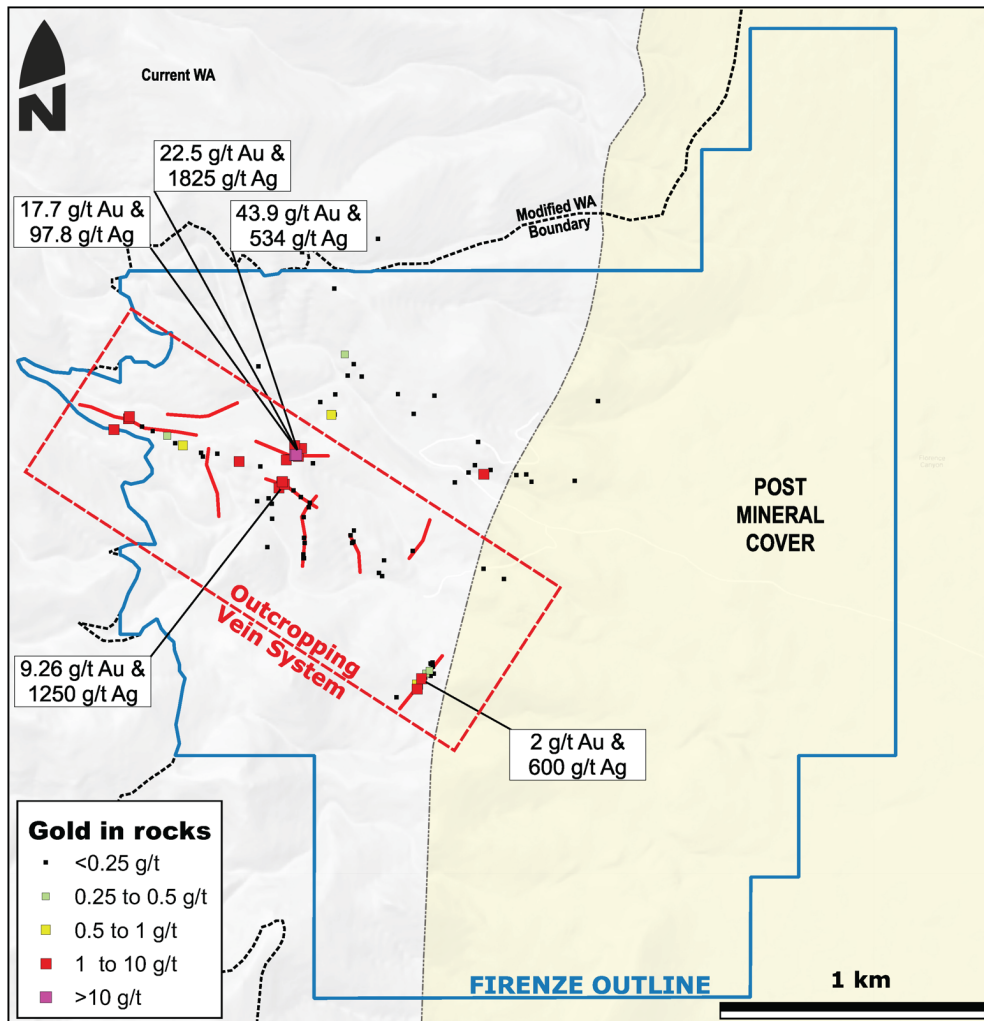 N
Current WA
22.5 g/t Au &
1825 g/t Ag
17.7 g/t Au &
97.8 g/t Ag
43.9 g/t Au &
534 g/t Ag
Modified WA
Boundary
POST
MINERAL
COVER
Outcropping
Vein System
9.26 g/t Au &
1250 g/t Ag
2 g/t Au &
600 g/t Ag
Gold in rocks
<0.25 g/t
0.25 to 0.5 g/t
0.5 to 1 g/t
1 to 10 g/t
>10 g/t
FIRENZE OUTLINE
1 km